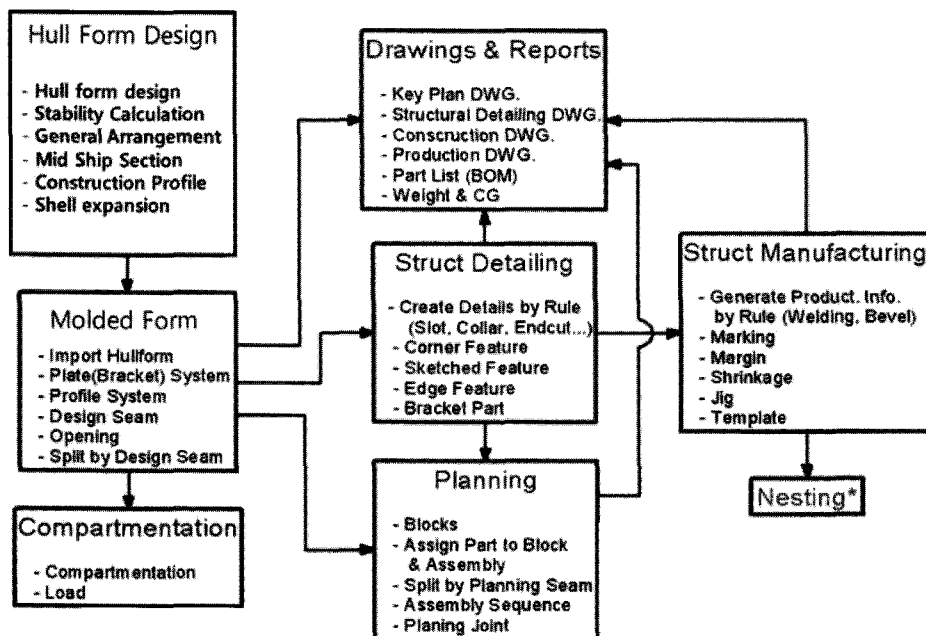 Hull Form Design
- Hull form design
- Stability Calculation
- General Arrangement
- Mid Ship Section
- Construction Profile
- Shell expansion
Molded Form
- Import Hullform
- Plate(Bracket) System
- Profile System
- Design Seam
- Opening
- Split by Design Seam
Compartmentation
- Compartmentation
- Load
Drawings & Reports
- Key Plan DWG.
- Structural Detailing DWG.
- Conscruction DWG.
- Production DWG.
- Part List (BOM)
- Weight & CG
Struct Detailing
- Create Details by Rule
(Slot, Collar, Endcut...)
- Corner Feature
- Sketched Feature
- Edge Feature
- Bracket Part
Planning
- Blocks
- Assign Part to Block
& Assembly
- Split by Planning Seam
- Assembly Sequence
- Planing Joint
Struct Manufacturing
- Generate Product. Info.
by Rule (Welding, Bevel)
- Marking
- Margin
- Shrinkage
- Jig
- Template
Nesting*